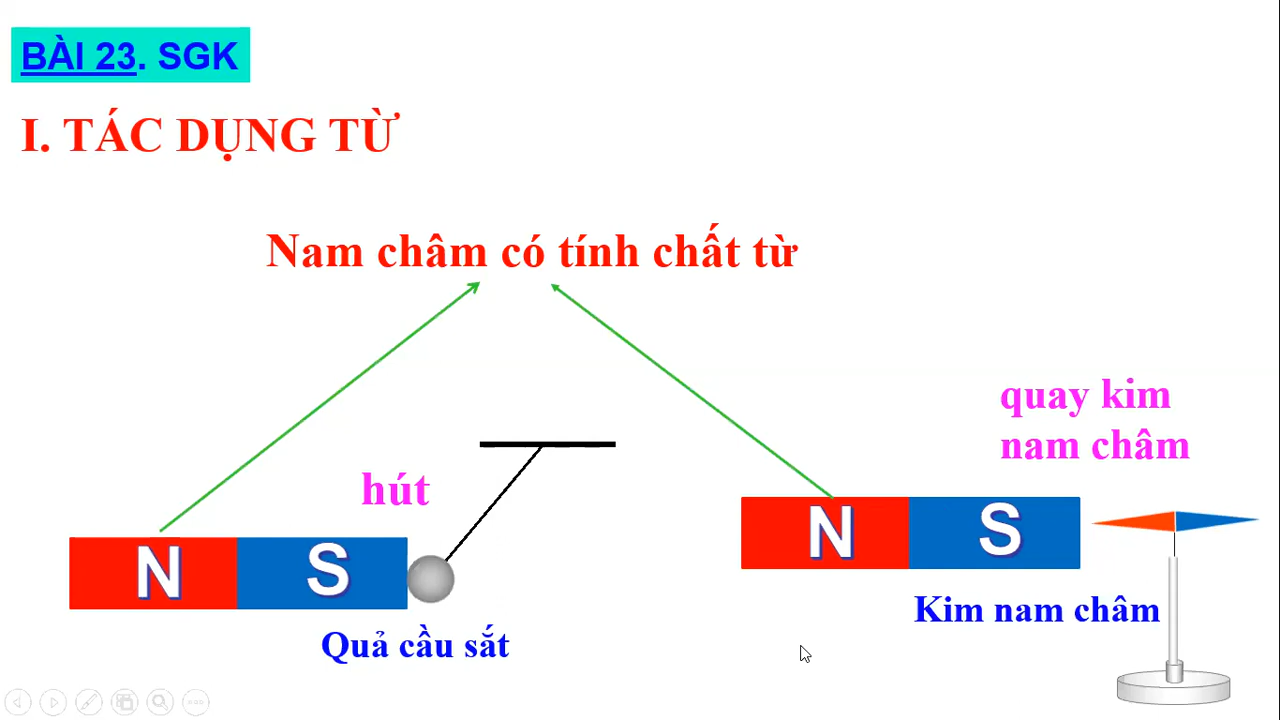 BÀI 23. SGK
I. TÁC DỤNG TỪ
Nam châm có tính chất từ
quay kim
nam châm
hút
N S
N S
Kim nam châm
Quả cầu sắt